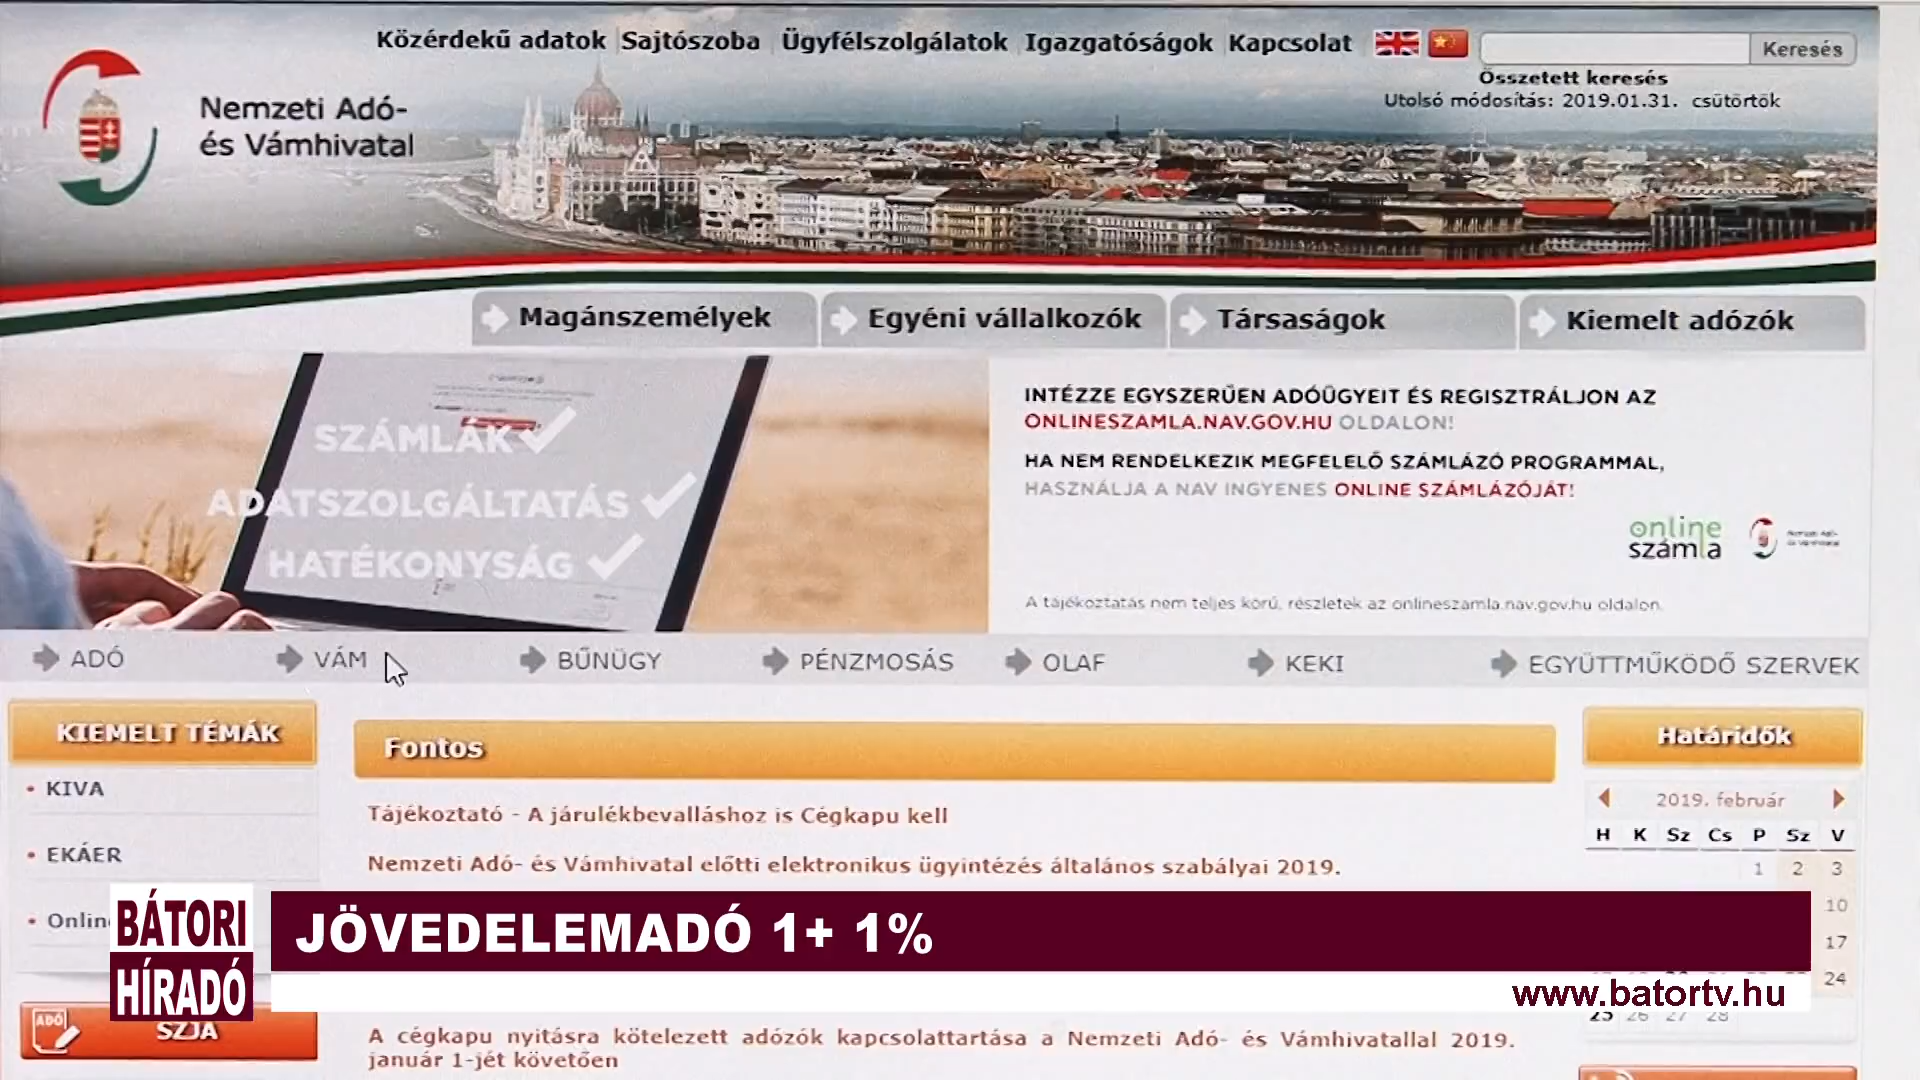 Közérdekű adatok Sajtószoba Ügyfélszolgálatok Igazgatóságok Kapcsolat
Keresés
Összetett keresés
Utolsó módosítás: 2019.01.31. csütörtök
Nemzeti Adó-
és Vámhivatal
Magánszemélyek
Egyéni vállalkozók
Társaságok
Kiemelt adózók
SZÁMLÁK
ADATSZOLGÁLTATÁS
HATÉKONYSÁG
INTÉZZE EGYSZERŰEN ADÓÜGYEIT ÉS REGISZTRÁLJON AZ
ONLINESZAMLA.NAV.GOV.HU OLDALON!
HA NEM RENDELKEZIK MEGFELELŐ SZÁMLÁZÓ PROGRAMMAL,
HASZNÁLJA A NAV INGYENES ONLINE SZÁMLÁZÓJÁT!
online
számla
A tájékoztatás nem teljes körű, részletek az onlineszamla.nav.gov.hu oldalon.
ADÓ
VÁM
BŰNÜGY
PÉNZMOSÁS
OLAF
KEKI
EGYÜTTMŰKÖDŐ SZERVEK
KIEMELT TÉMÁK
KIVA
EKÁER
Onlin
SZJA
ADÓ
Fontos
Tájékoztató - A járulékbevalláshoz is Cégkapu kell
Nemzeti Adó- és Vámhivatal előtti elektronikus ügyintézés általános szabályai 2019.
A cégkapu nyitásra kötelezett adózók kapcsolattartása a Nemzeti Adó- és Vámhivatallal 2019.
január 1-jét követően
Határidők
2019. február
H K Sz Cs P Sz V
1 2 3
10
17
24
25 26 27 28
BÁTORI
HÍRADÓ
JÖVEDELEMADÓ 1+ 1%
www.batortv.hu